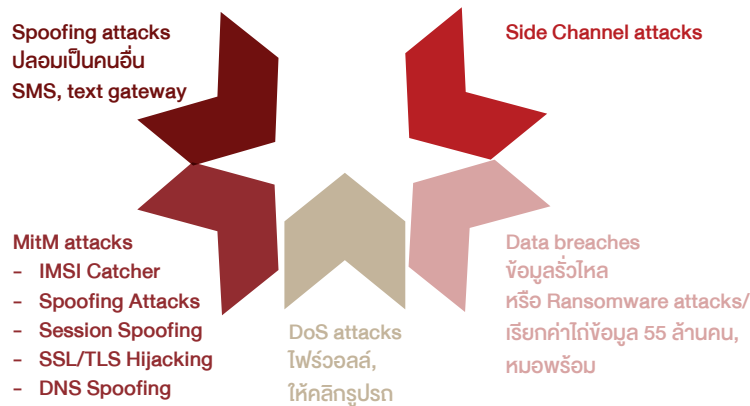 Spoofing attacks
ปลอมเป็นคนอื่น
SMS, text gateway
Side Channel attacks
MitM attacks
- IMSI Catcher
- Spoofing Attacks
- Session Spoofing
- SSL/TLS Hijacking
- DNS Spoofing
DoS attacks
ไฟร์วอลล์,
ให้คลิกรูปรถ
Data breaches
ข้อมูลรั่วไหล
หรือ Ransomware attacks/
เรียกค่าไถ่ข้อมูล 55 ล้านคน,
หมอพร้อม